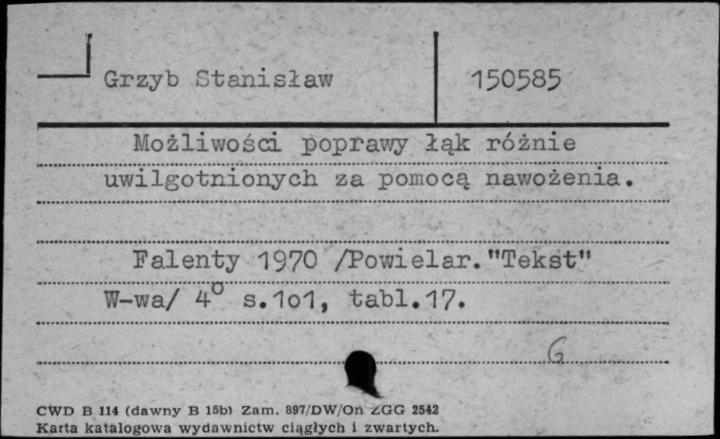 Grzyb Stanisław 150585
Możliwości poprawy łąk różnie
uwilgotnionych za pomocą nawożenia.
Falenty 1970 /Powielar."Tekst"
W-wa/ 4° s.1o1, tabl.17.
G
CWD B 114 (dawny B 15b) Zam. 897/DW/On ZGG 2542
Karta katalogowa wydawnictw ciągłych i zwartych.